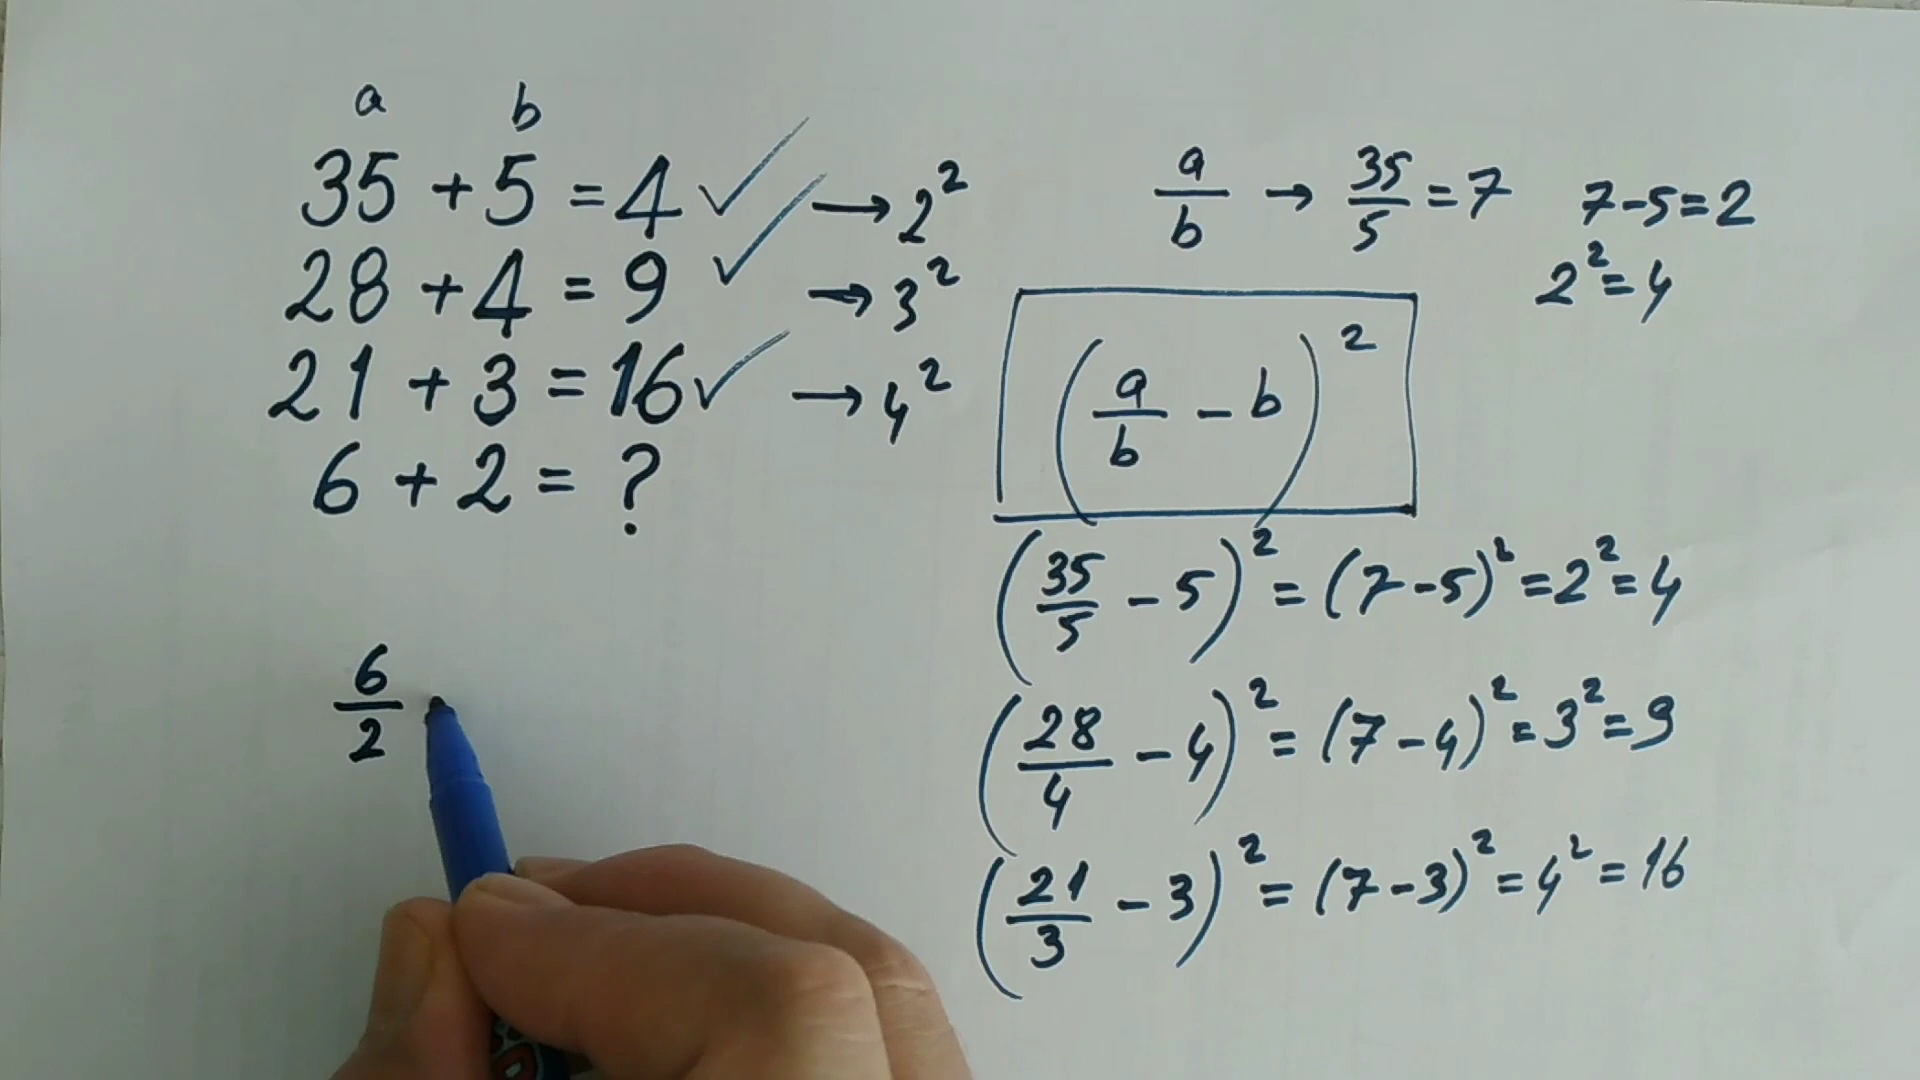 a b
35 + 5 = 4 ✓ → 2²
28 + 4 = 9 ✓ → 3²
21 + 3 = 16 ✓ → 4²
6 + 2 = ?
6/2
a/b → 35/5 = 7 7-5=2
2²=4
(a/b - b)²
(35/5 - 5)² = (7-5)² = 2² = 4
(28/4 - 4)² = (7-4)² = 3² = 9
(21/3 - 3)² = (7-3)² = 4² = 16